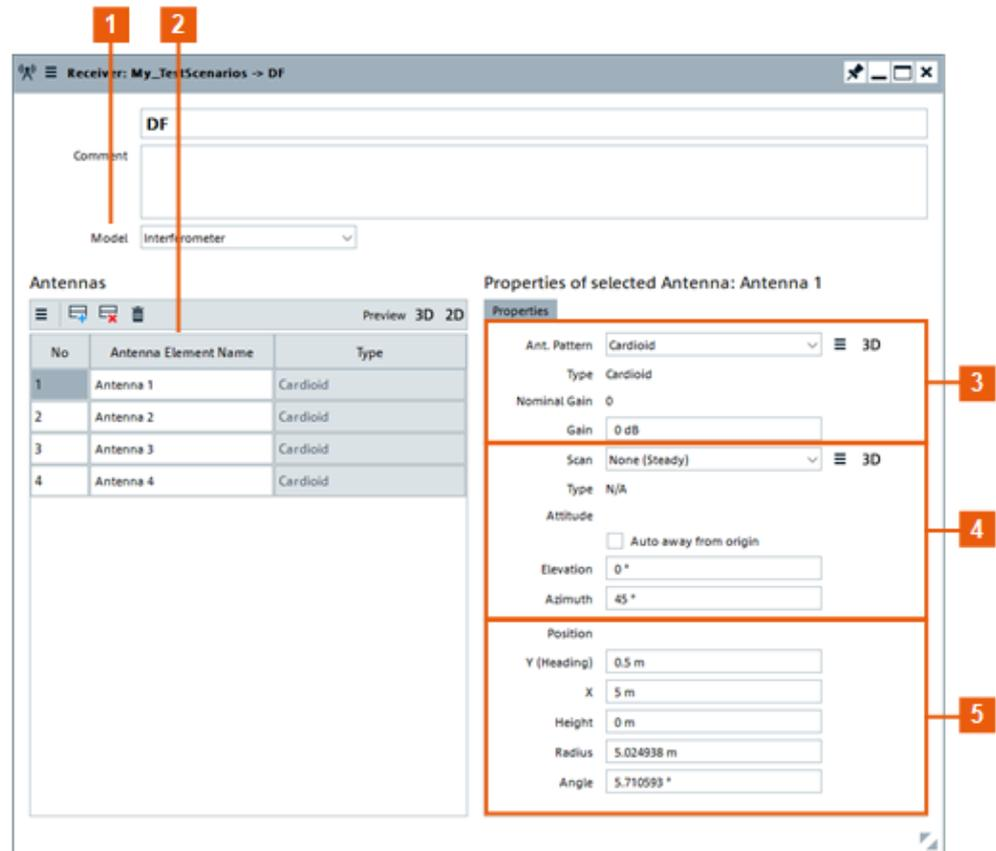 1 2
Receiver: My_TestScenarios -> DF
DF
Comment
Model Interferometer
Antennas
Preview 3D 2D
No Antenna Element Name Type
1 Antenna 1 Cardioid
2 Antenna 2 Cardioid
3 Antenna 3 Cardioid
4 Antenna 4 Cardioid
Properties of selected Antenna: Antenna 1
Properties
Ant. Pattern Cardioid 3D
Type Cardioid
Nominal Gain 0
Gain 0 dB
3
Scan None (Steady) 3D
Type N/A
Attitude
Auto away from origin
Elevation 0 °
Azimuth 45 °
4
Position
Y (Heading) 0.5 m
X 5 m
Height 0 m
Radius 5.024938 m
Angle 5.710593 °
5